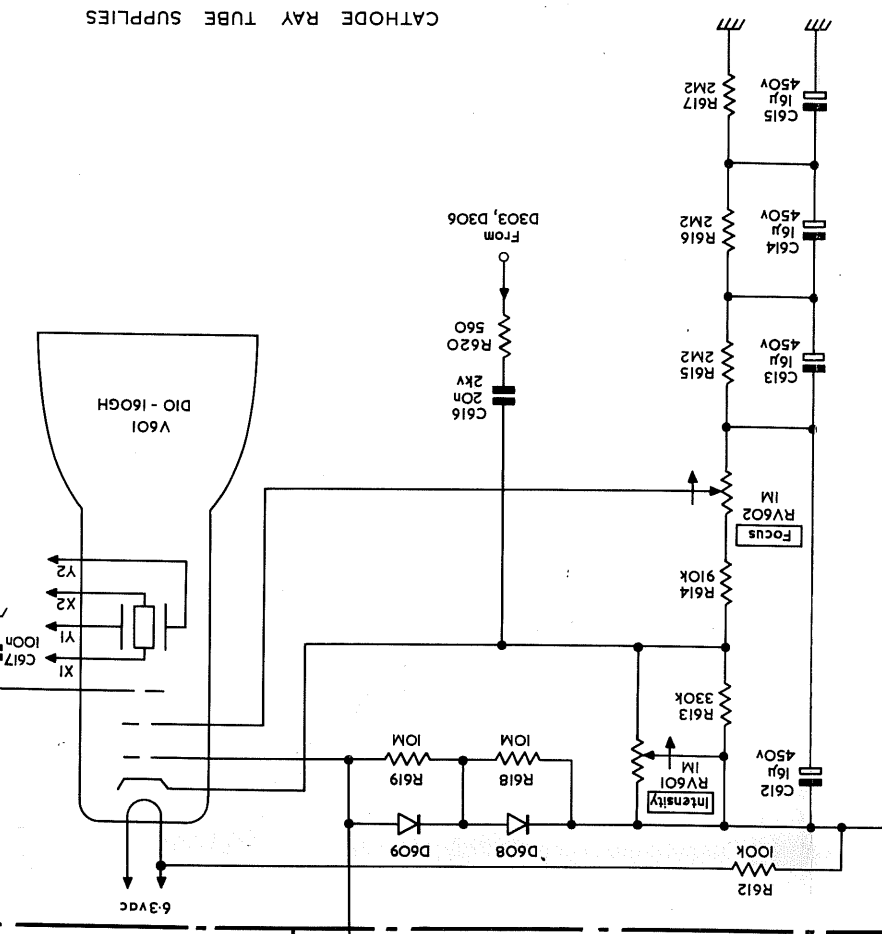 6·3vac
R612
100k
D608
D609
C612
16µ
450v
Intensity
RV601
1M
R618
10M
R619
10M
R613
330k
X1
C617
100n
Y1
X2
Y2
R614
910k
Focus
RV602
1M
V601
D10 - 160GH
C616
20n
2kv
C613
16µ
450v
R615
2M2
R620
560
From
D303, D306
C614
16µ
450v
R616
2M2
C615
16µ
450v
R617
2M2
CATHODE RAY TUBE SUPPLIES